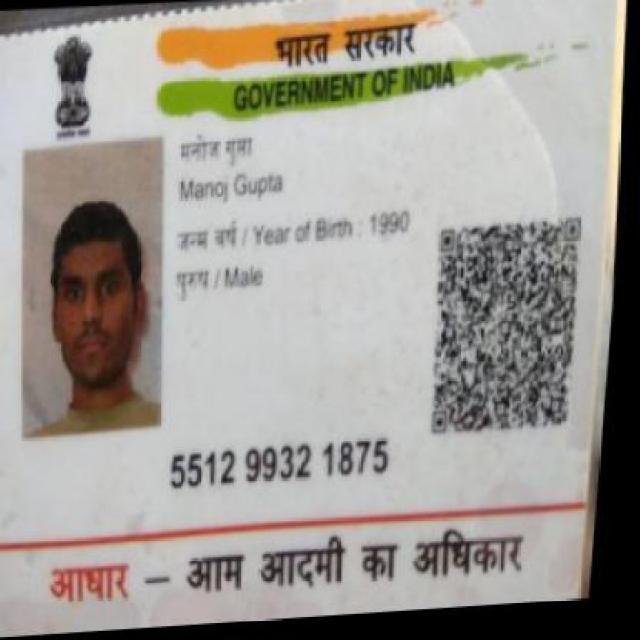 भारत सरकार
GOVERNMENT OF INDIA
मनोज
Manoj Gupta
जन्म वर्ष / Year of Birth : 1990
पुरुष / Male
5512 9932 1875
आधार – आम आदमी का अधिकार